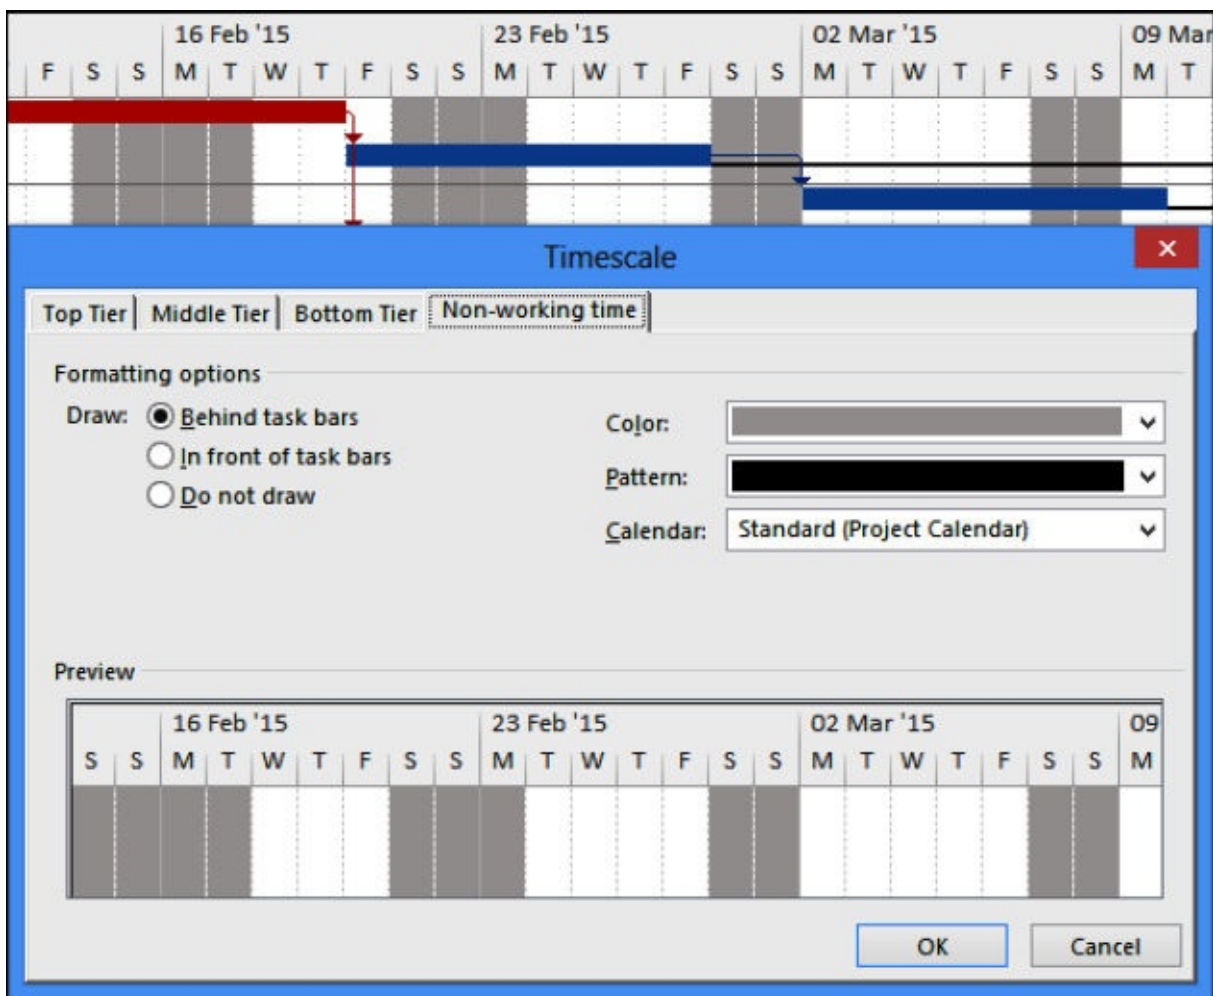 16 Feb '15 23 Feb '15 02 Mar '15 09 Mar
F S S M T W T F S S M T W T F S S M T W T F S S M T
Timescale
Top Tier Middle Tier Bottom Tier Non-working time
Formatting options
Draw: Behind task bars Color:
In front of task bars Pattern:
Do not draw Calendar: Standard (Project Calendar)
Preview
16 Feb '15 23 Feb '15 02 Mar '15 09
S S M T W T F S S M T W T F S S M T W T F S S M
OK Cancel